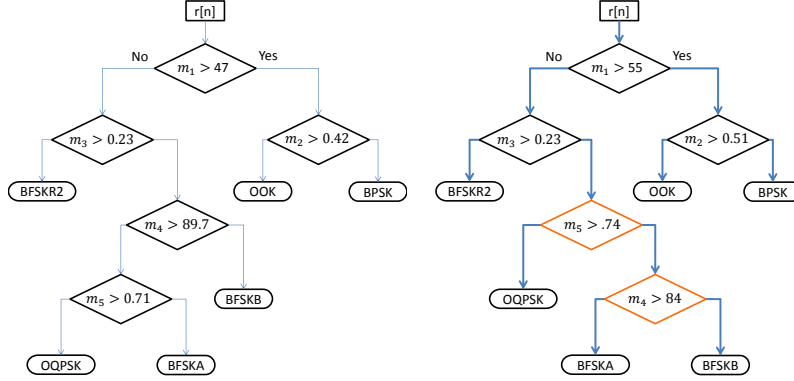 r[n]
No
Yes
m₁ > 47
m₃ > 0.23
m₂ > 0.42
BFSKR2
OOK
BPSK
m₄ > 89.7
m₅ > 0.71
BFSKB
OQPSK
BFSKA
r[n]
No
Yes
m₁ > 55
m₃ > 0.23
m₂ > 0.51
BFSKR2
OOK
BPSK
m₅ > .74
OQPSK
m₄ > 84
BFSKA
BFSKB